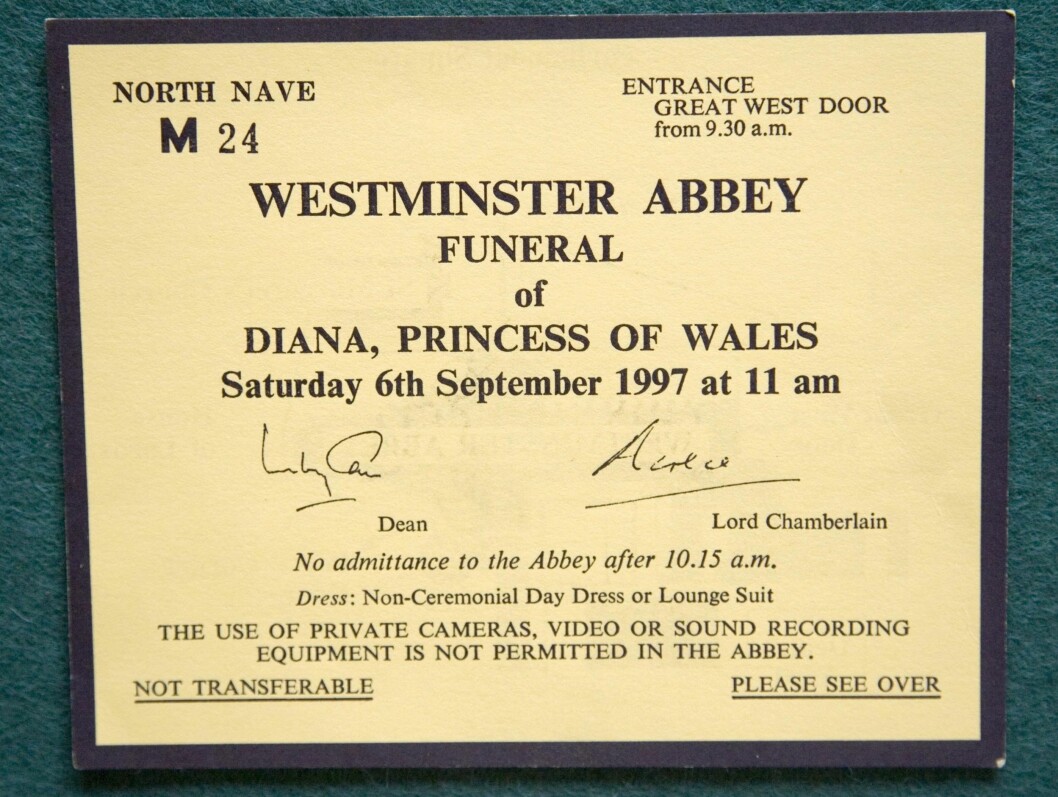 NORTH NAVE
M 24
ENTRANCE
GREAT WEST DOOR
from 9.30 a.m.
WESTMINSTER ABBEY
FUNERAL
of
DIANA, PRINCESS OF WALES
Saturday 6th September 1997 at 11 am
Dean
Lord Chamberlain
No admittance to the Abbey after 10.15 a.m.
Dress: Non-Ceremonial Day Dress or Lounge Suit
THE USE OF PRIVATE CAMERAS, VIDEO OR SOUND RECORDING
EQUIPMENT IS NOT PERMITTED IN THE ABBEY.
NOT TRANSFERABLE
PLEASE SEE OVER